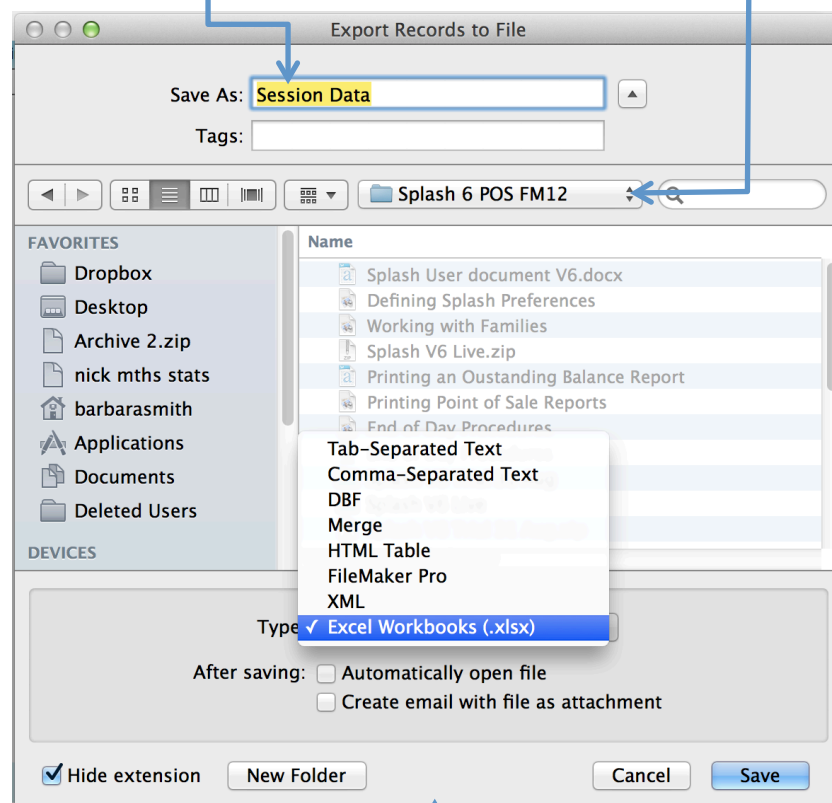 Export Records to File
Save As: Session Data
Tags:
Splash 6 POS FM12
FAVORITES
Dropbox
Desktop
Archive 2.zip
nick mths stats
barbarasmith
Applications
Documents
Deleted Users
DEVICES
Name
Splash User document V6.docx
Defining Splash Preferences
Working with Families
Splash V6 Live.zip
Printing an Oustanding Balance Report
Printing Point of Sale Reports
End of Day Procedures
Tab-Separated Text
Comma-Separated Text
DBF
Merge
HTML Table
FileMaker Pro
XML
Type ✓ Excel Workbooks (.xlsx)
After saving: Automatically open file
Create email with file as attachment
Hide extension New Folder Cancel Save